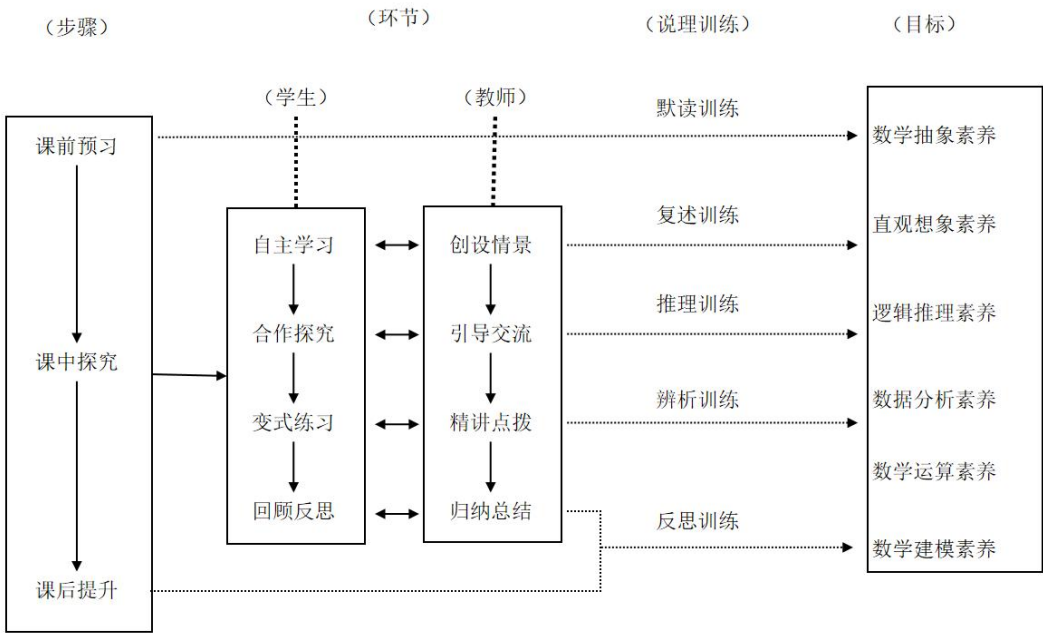 （步骤）
（环节）
（说理训练）
（目标）
（学生）
（教师）
默读训练
课前预习
数学抽象素养
复述训练
直观想象素养
自主学习
创设情景
推理训练
逻辑推理素养
合作探究
引导交流
课中探究
辨析训练
数据分析素养
变式练习
精讲点拨
数学运算素养
回顾反思
归纳总结
反思训练
数学建模素养
课后提升